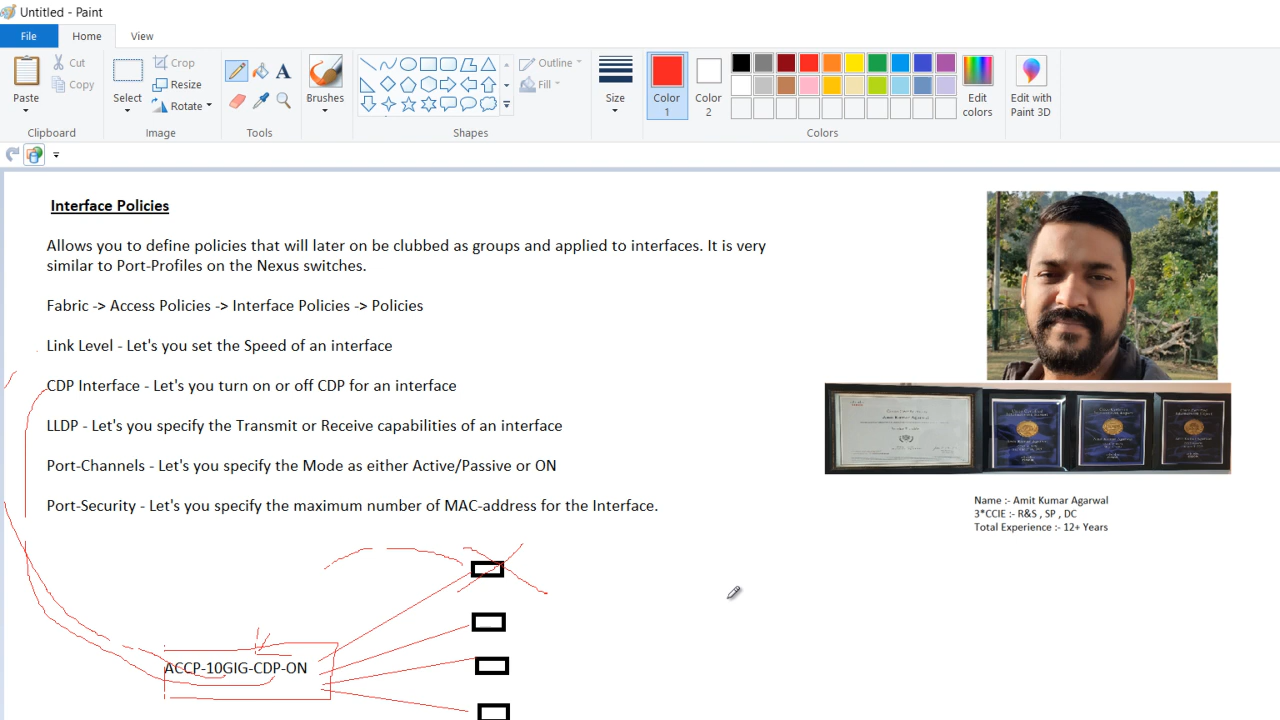 Untitled - Paint
File
Home
View
Paste
Cut
Copy
Clipboard
Select
Crop
Resize
Rotate
Image
Tools
Brushes
Outline
Fill
Shapes
Size
Color
1
Color
2
Edit
colors
Edit with
Paint 3D
Colors
Interface Policies
Allows you to define policies that will later on be clubbed as groups and applied to interfaces. It is very
similar to Port-Profiles on the Nexus switches.
Fabric -> Access Policies -> Interface Policies -> Policies
Link Level - Let's you set the Speed of an interface
CDP Interface - Let's you turn on or off CDP for an interface
LLDP - Let's you specify the Transmit or Receive capabilities of an interface
Port-Channels - Let's you specify the Mode as either Active/Passive or ON
Port-Security - Let's you specify the maximum number of MAC-address for the Interface.
ACCP-10GIG-CDP-ON
Name :- Amit Kumar Agarwal
3*CCIE :- R&S , SP , DC
Total Experience :- 12+ Years